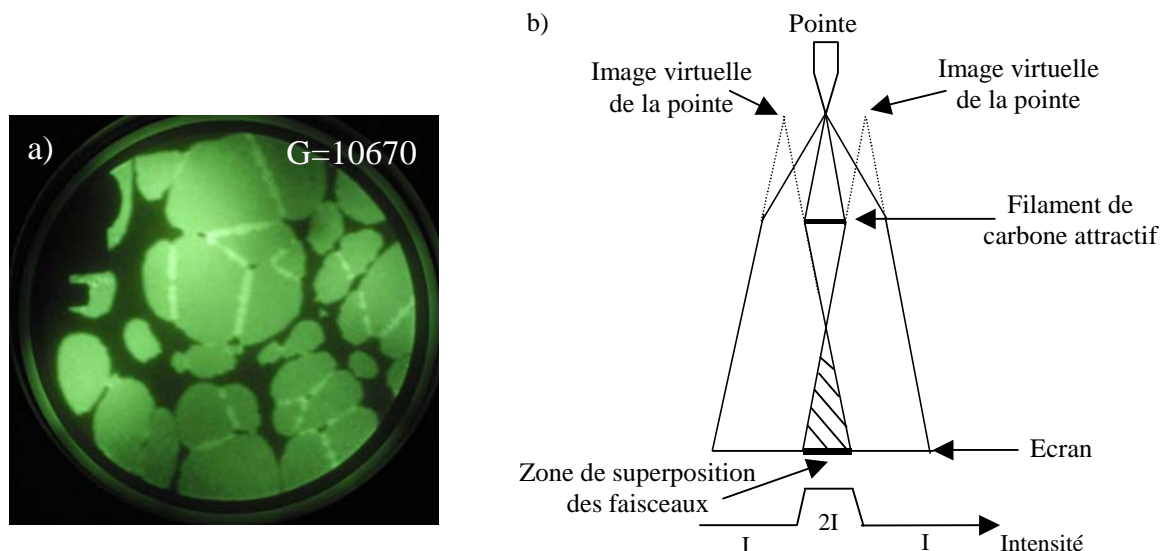 a)
G=10670
b)
Pointe
Image virtuelle
de la pointe
Image virtuelle
de la pointe
Filament de
carbone attractif
Ecran
Zone de superposition
des faisceaux
2I
I
I
Intensité